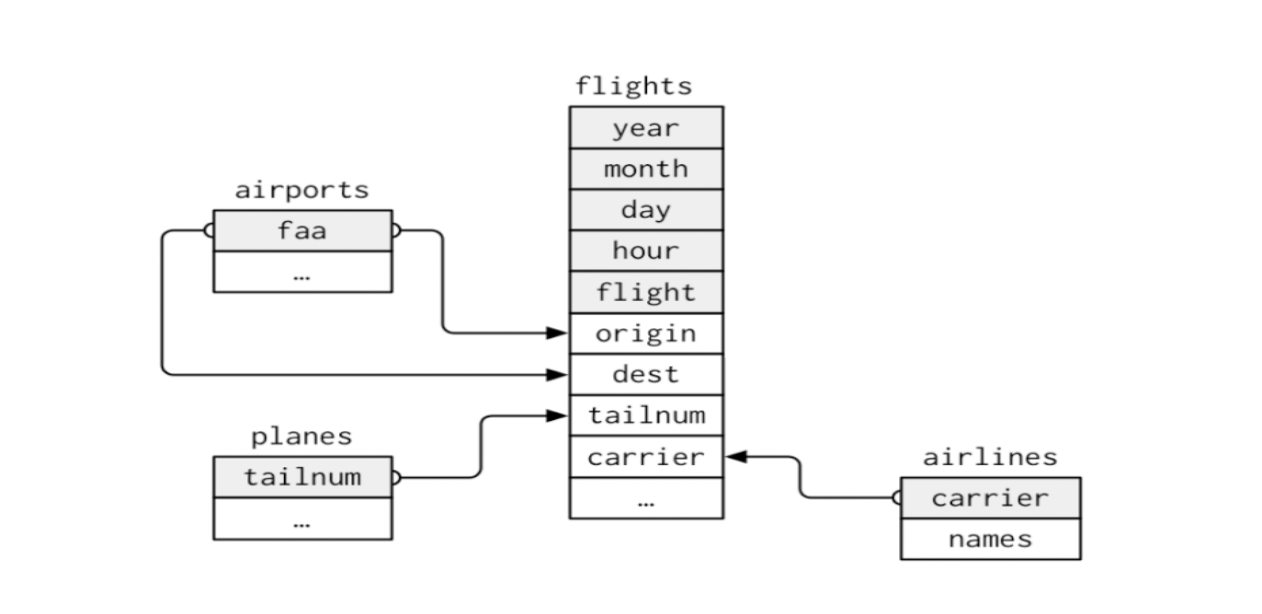 flights
year
month
day
hour
flight
origin
dest
tailnum
carrier
…
airports
faa
…
planes
tailnum
…
airlines
carrier
names